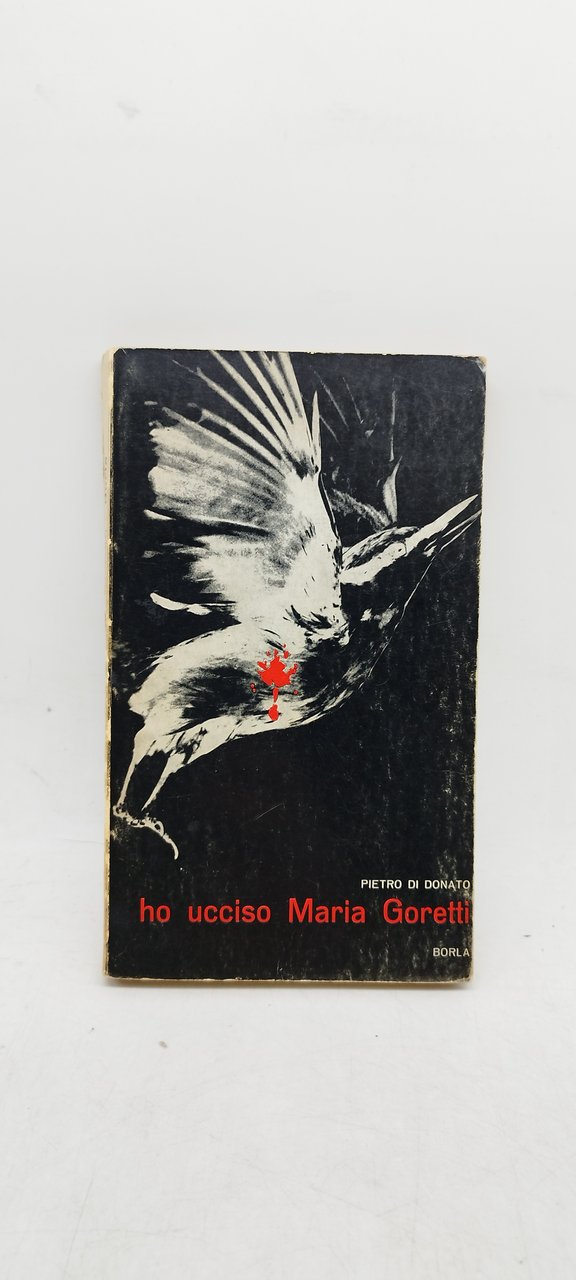 PIETRO DI DONATO
ho ucciso Maria Goretti
BORLA